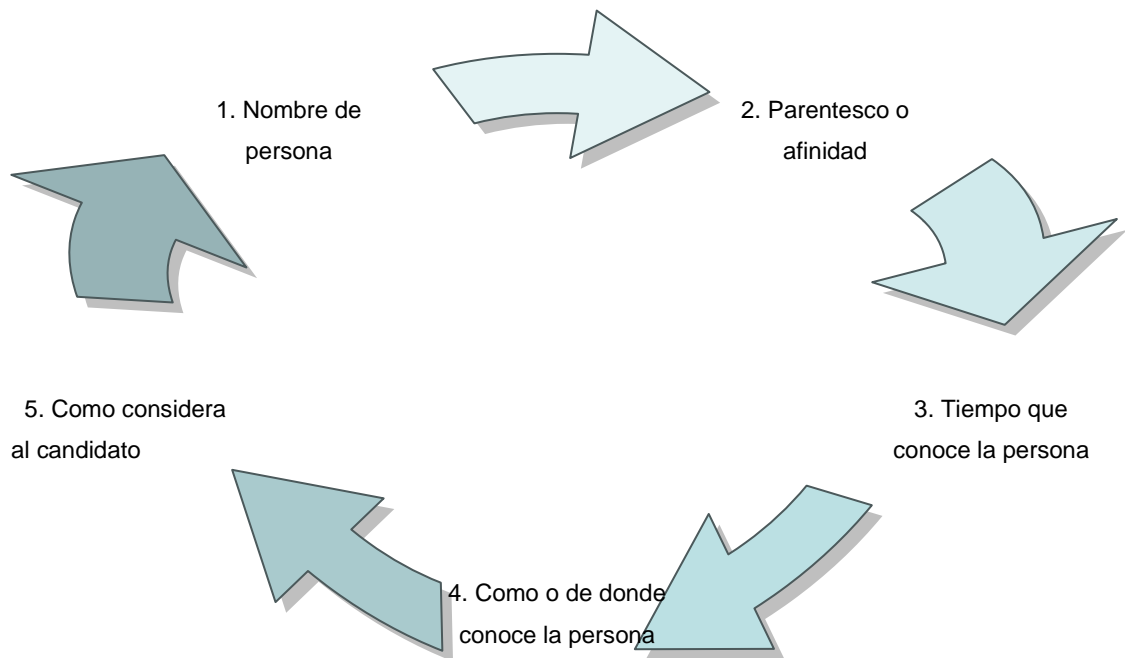 1. Nombre de
persona
2. Parentesco o
afinidad
3. Tiempo que
conoce la persona
4. Como o de donde
conoce la persona
5. Como considera
al candidato